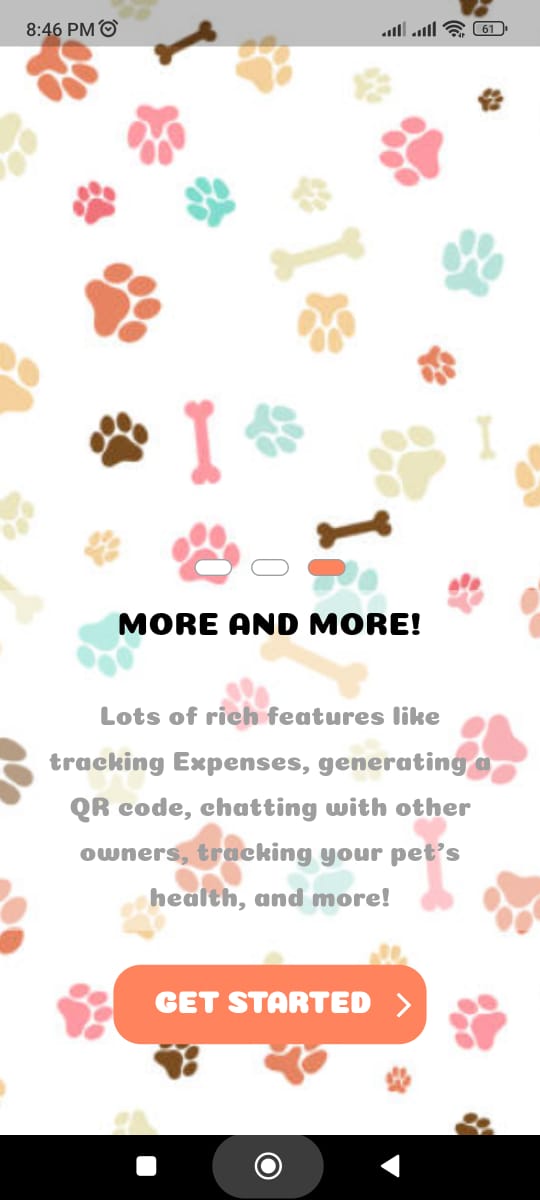 8:46 PM
61
MORE AND MORE!
Lots of rich features like
tracking Expenses, generating a
QR code, chatting with other
owners, tracking your pet's
health, and more!
GET STARTED